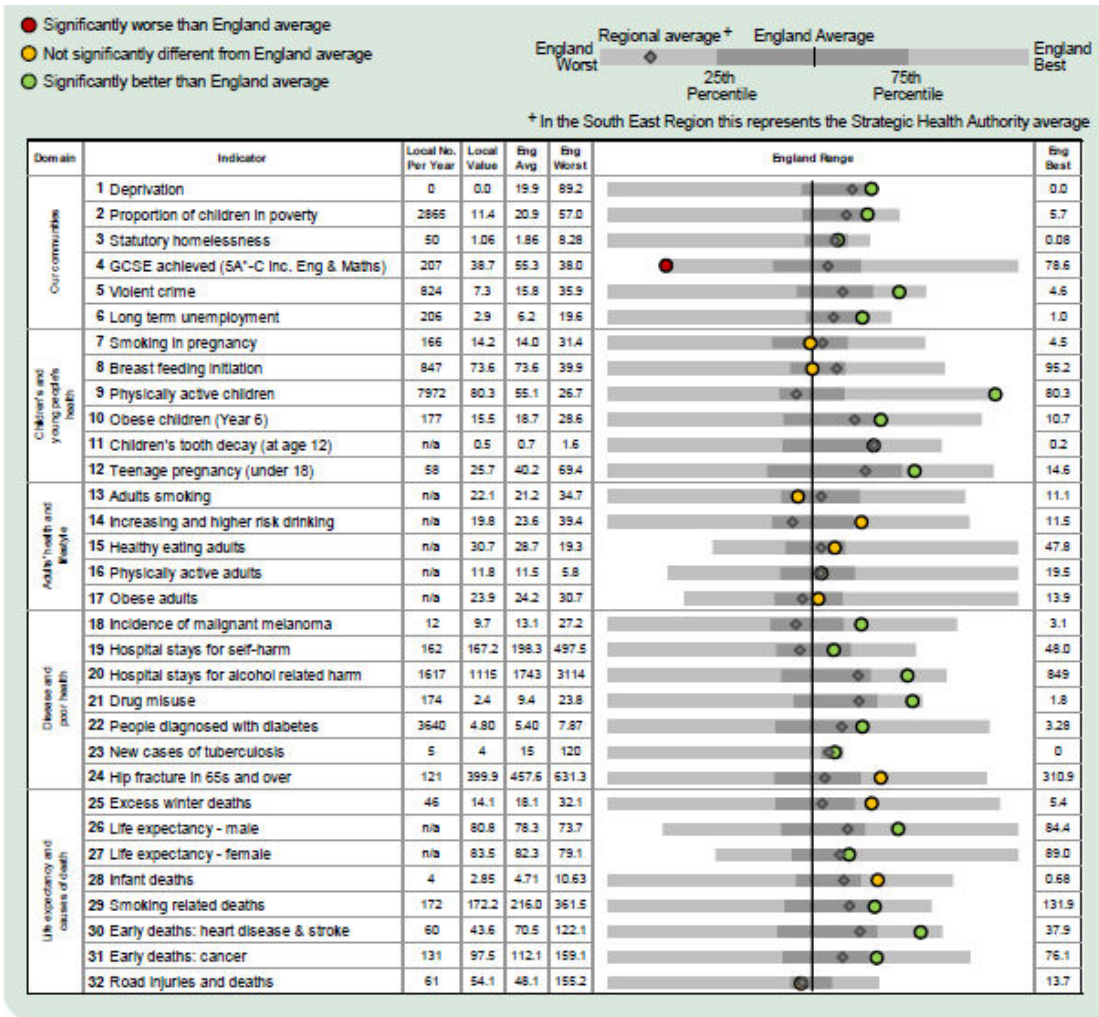 Significantly worse than England average
Not significantly different from England average
Significantly better than England average
Regional average+ England Average
England Worst England Best
25th Percentile 75th Percentile
+ In the South East Region this represents the Strategic Health Authority average
Domain Indicator Local No. Per Year Local Value Eng Avg Eng Worst England Range Eng Best
Our communities
1 Deprivation 0 0.0 19.9 89.2 0.0
2 Proportion of children in poverty 2865 11.4 20.9 57.0 5.7
3 Statutory homelessness 50 1.06 1.86 8.28 0.08
4 GCSE achieved (5A*-C inc. Eng & Maths) 207 38.7 55.3 38.0 78.6
5 Violent crime 824 7.3 15.8 35.9 4.6
6 Long term unemployment 206 2.9 6.2 19.6 1.0
Children's and young people's health
7 Smoking in pregnancy 166 14.2 14.0 31.4 4.5
8 Breast feeding initiation 847 73.6 73.6 39.9 95.2
9 Physically active children 7972 80.3 55.1 26.7 80.3
10 Obese children (Year 6) 177 15.5 18.7 28.6 10.7
11 Children's tooth decay (at age 12) n/a 0.5 0.7 1.6 0.2
12 Teenage pregnancy (under 18) 58 25.7 40.2 69.4 14.6
Adults' health and lifestyle
13 Adults smoking n/a 22.1 21.2 34.7 11.1
14 Increasing and higher risk drinking n/a 19.8 23.6 39.4 11.5
15 Healthy eating adults n/a 30.7 28.7 19.3 47.8
16 Physically active adults n/a 11.8 11.5 5.8 19.5
17 Obese adults n/a 23.9 24.2 30.7 13.9
Disease and poor health
18 Incidence of malignant melanoma 12 9.7 13.1 27.2 3.1
19 Hospital stays for self-harm 162 167.2 198.3 497.5 48.0
20 Hospital stays for alcohol related harm 1617 1115 1743 3114 849
21 Drug misuse 174 2.4 9.4 23.8 1.8
22 People diagnosed with diabetes 3640 4.80 5.40 7.87 3.28
23 New cases of tuberculosis 5 4 15 120 0
24 Hip fracture in 65s and over 121 399.9 457.6 631.3 310.9
Life expectancy and causes of death
25 Excess winter deaths 46 14.1 18.1 32.1 5.4
26 Life expectancy - male n/a 80.8 78.3 73.7 84.4
27 Life expectancy - female n/a 83.5 82.3 79.1 89.0
28 Infant deaths 4 2.85 4.71 10.63 0.68
29 Smoking related deaths 172 172.2 216.0 361.5 131.9
30 Early deaths: heart disease & stroke 60 43.6 70.5 122.1 37.9
31 Early deaths: cancer 131 97.5 112.1 159.1 76.1
32 Road injuries and deaths 61 54.1 48.1 155.2 13.7